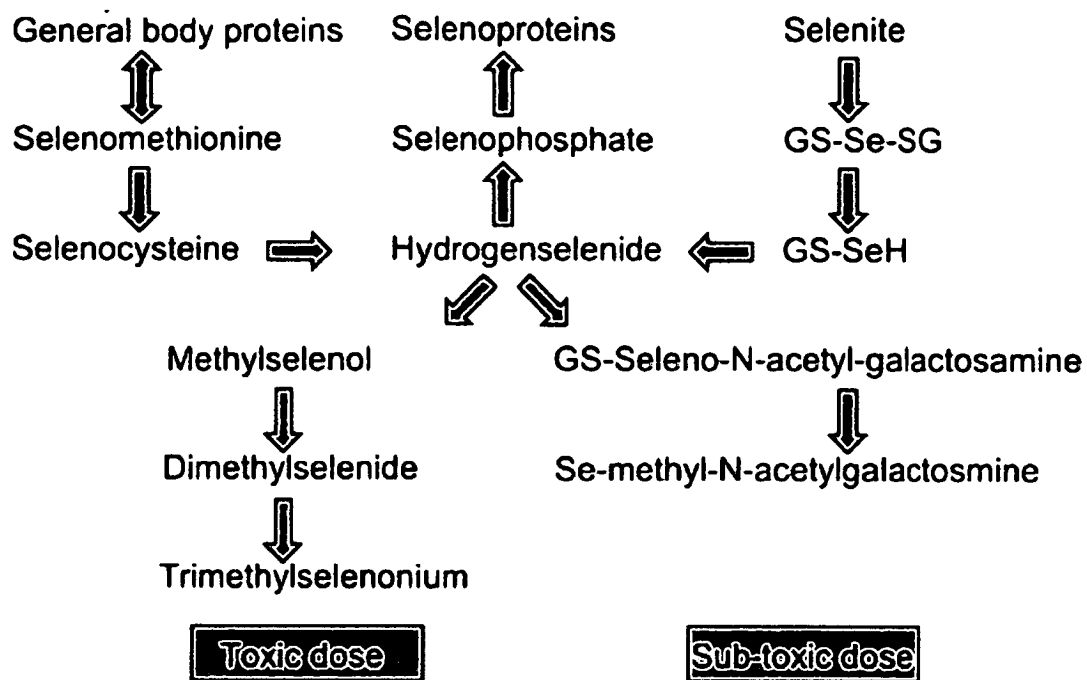 General body proteins Selenoproteins Selenite
Selenomethionine Selenophosphate GS-Se-SG
Selenocysteine Hydrogenselenide GS-SeH
Methylselenol GS-Seleno-N-acetyl-galactosamine
Dimethylselenide Se-methyl-N-acetylgalactosmine
Trimethylselenonium
Toxic dose Sub-toxic dose